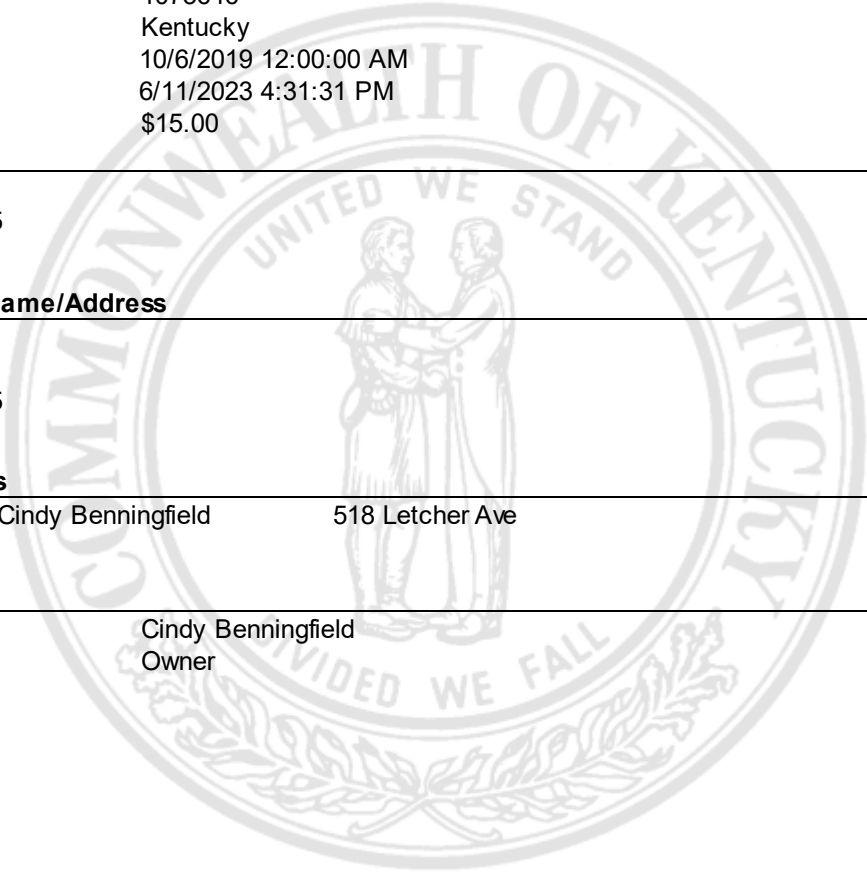 Kentucky
10/6/2019 12:00:00 AM
6/11/2023 4:31:31 PM
$15.00
ame/Address
s
Cindy Benningfield 518 Letcher Ave
Cindy Benningfield
Owner
COMMONWEALTH OF KENTUCKY
UNITED WE STAND
DIVIDED WE FALL